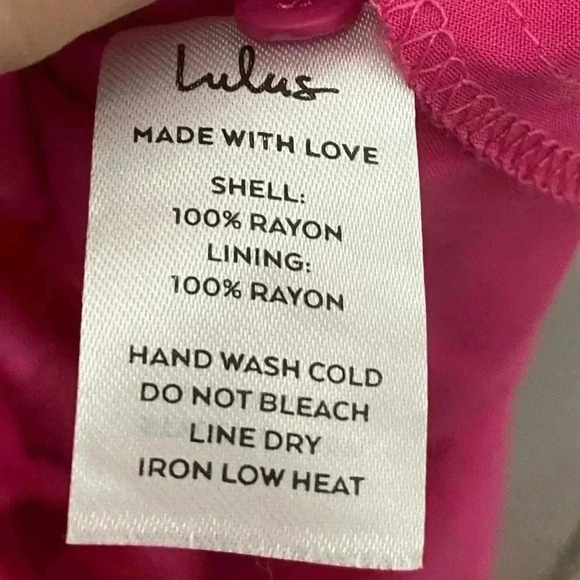 Lulus
MADE WITH LOVE
SHELL:
100% RAYON
LINING:
100% RAYON
HAND WASH COLD
DO NOT BLEACH
LINE DRY
IRON LOW HEAT